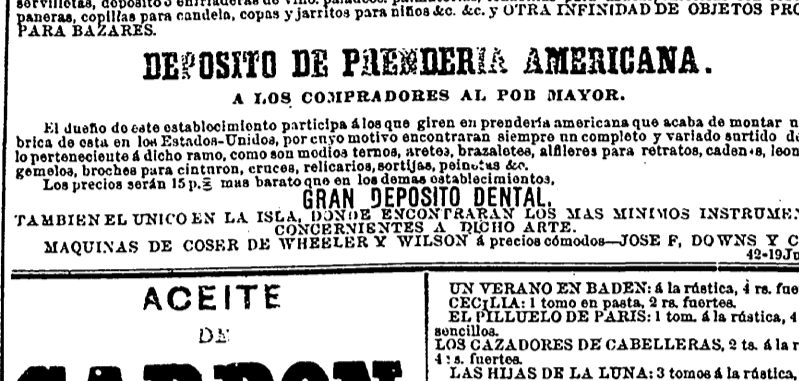 paneras, copillas para candela, copas y jarritos para niños &c. &c. y OTRA INFINIDAD DE OBJETOS PRO
PARA BAZARES.
DEPOSITO DE PRENDERIA AMERICANA.
A LOS COMPRADORES AL POR MAYOR.
El dueño de este establecimiento participa á los que giren en prenderia americana que acaba de montar
brica de esta en los Estados-Unidos, por cuyo motivo encontraran siempre un completo y variado surtido de
lo perteneciente á dicho ramo, como son medios ternos, aretes, brazaletes, alfileres para retratos, cadenas, leon
gemelos, broches para cinturon, cruces, relicarios, sortijas, peinetas &c.
Los precios serán 15 p.8 mas barato que en los demas establecimientos.
GRAN DEPOSITO DENTAL.
TAMBIEN EL UNICO EN LA ISLA, DONDE ENCONTRARAN LOS MAS MINIMOS INSTRUMEN
CONCERNIENTES A DICHO ARTE.
MAQUINAS DE COSER DE WHEELER Y WILSON á precios cómodos—JOSE F. DOWNS Y C
42-19Ju
ACEITE
DE
UN VERANO EN BADEN: á la rústica, 4 rs. fue
CECILIA: 1 tomo en pasta, 2 rs. fuertes.
EL PILLUELO DE PARIS: 1 tom. á la rústica, 4
sencillos.
LOS CAZADORES DE CABELLERAS, 2 ts. á la r
4 rs. fuertes.
LAS HIJAS DE LA LUNA: 3 tomos á la rústica,